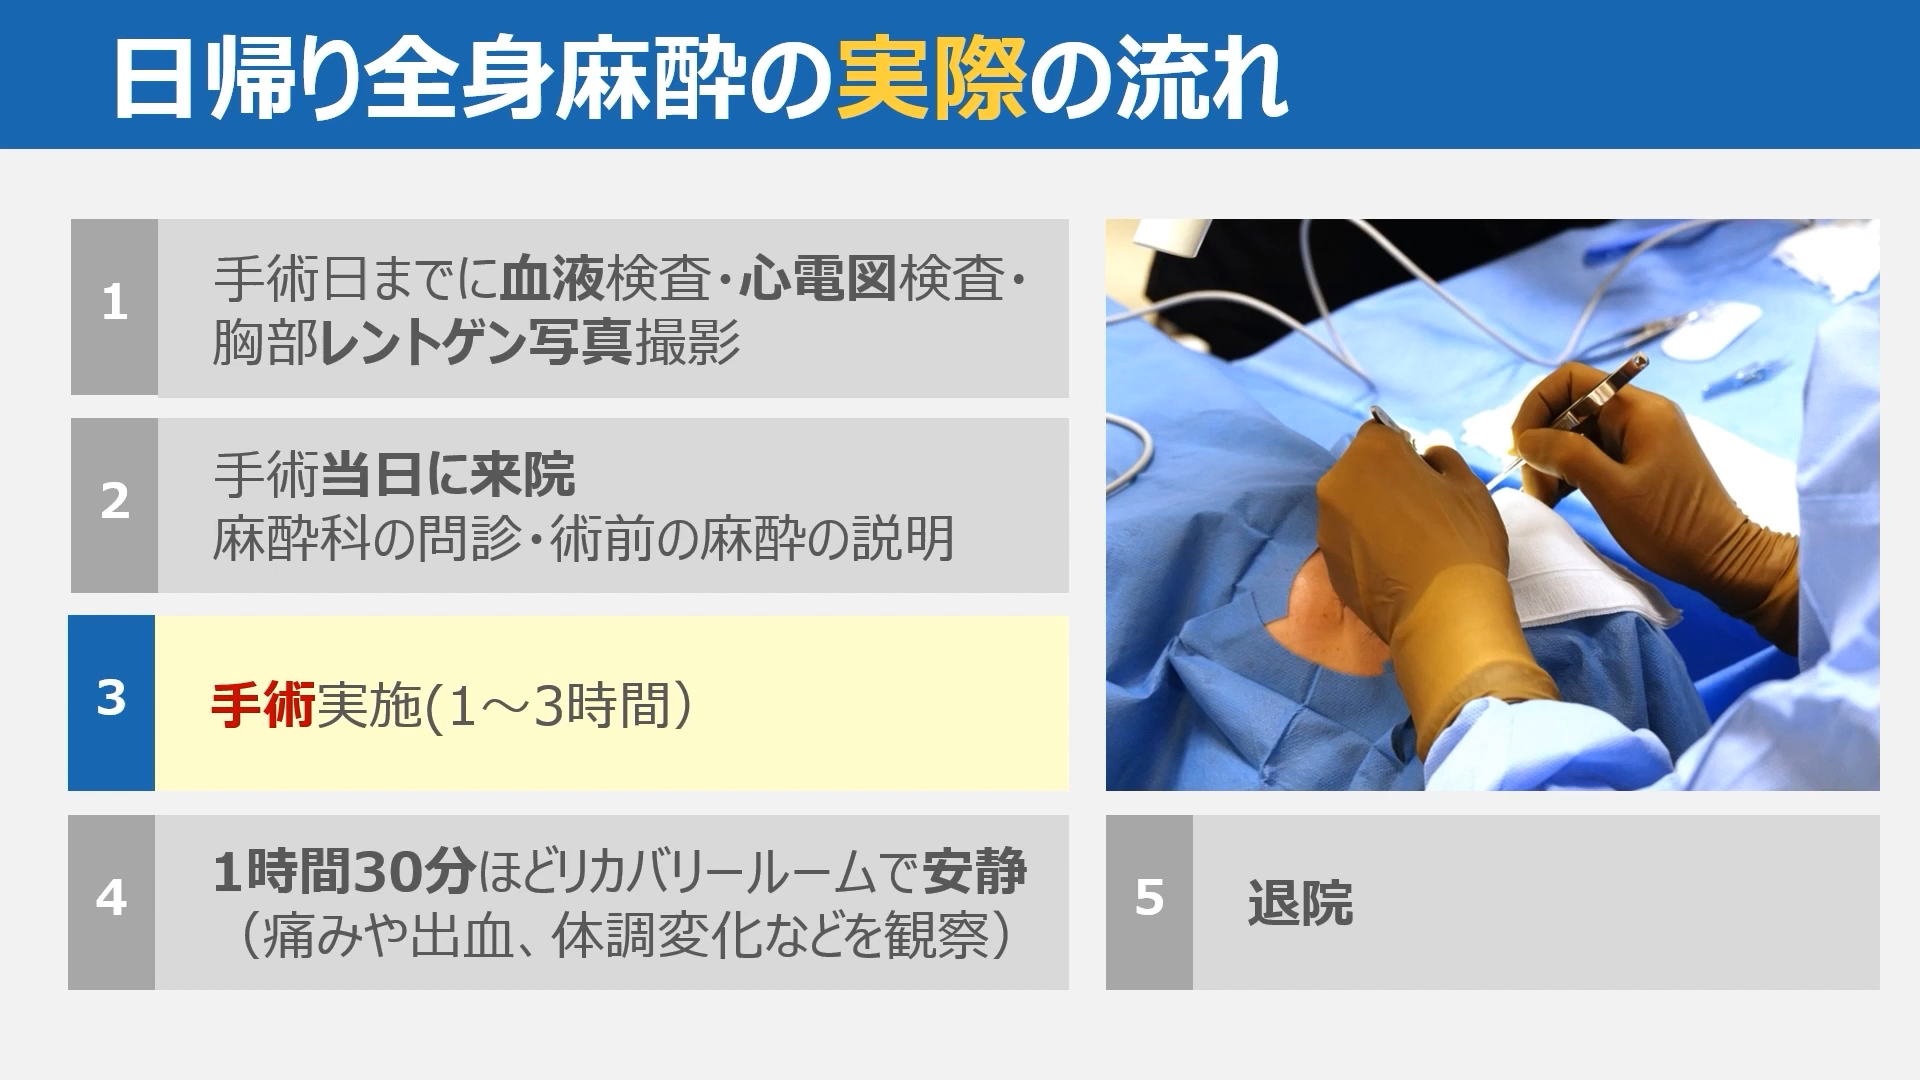 日帰り全身麻酔の実際の流れ
1
手術日までに血液検査・心電図検査・
胸部レントゲン写真撮影
2
手術当日に来院
麻酔科の問診・術前の麻酔の説明
3
手術実施(1～3時間）
4
1時間30分ほどリカバリールームで安静
（痛みや出血、体調変化などを観察）
5
退院